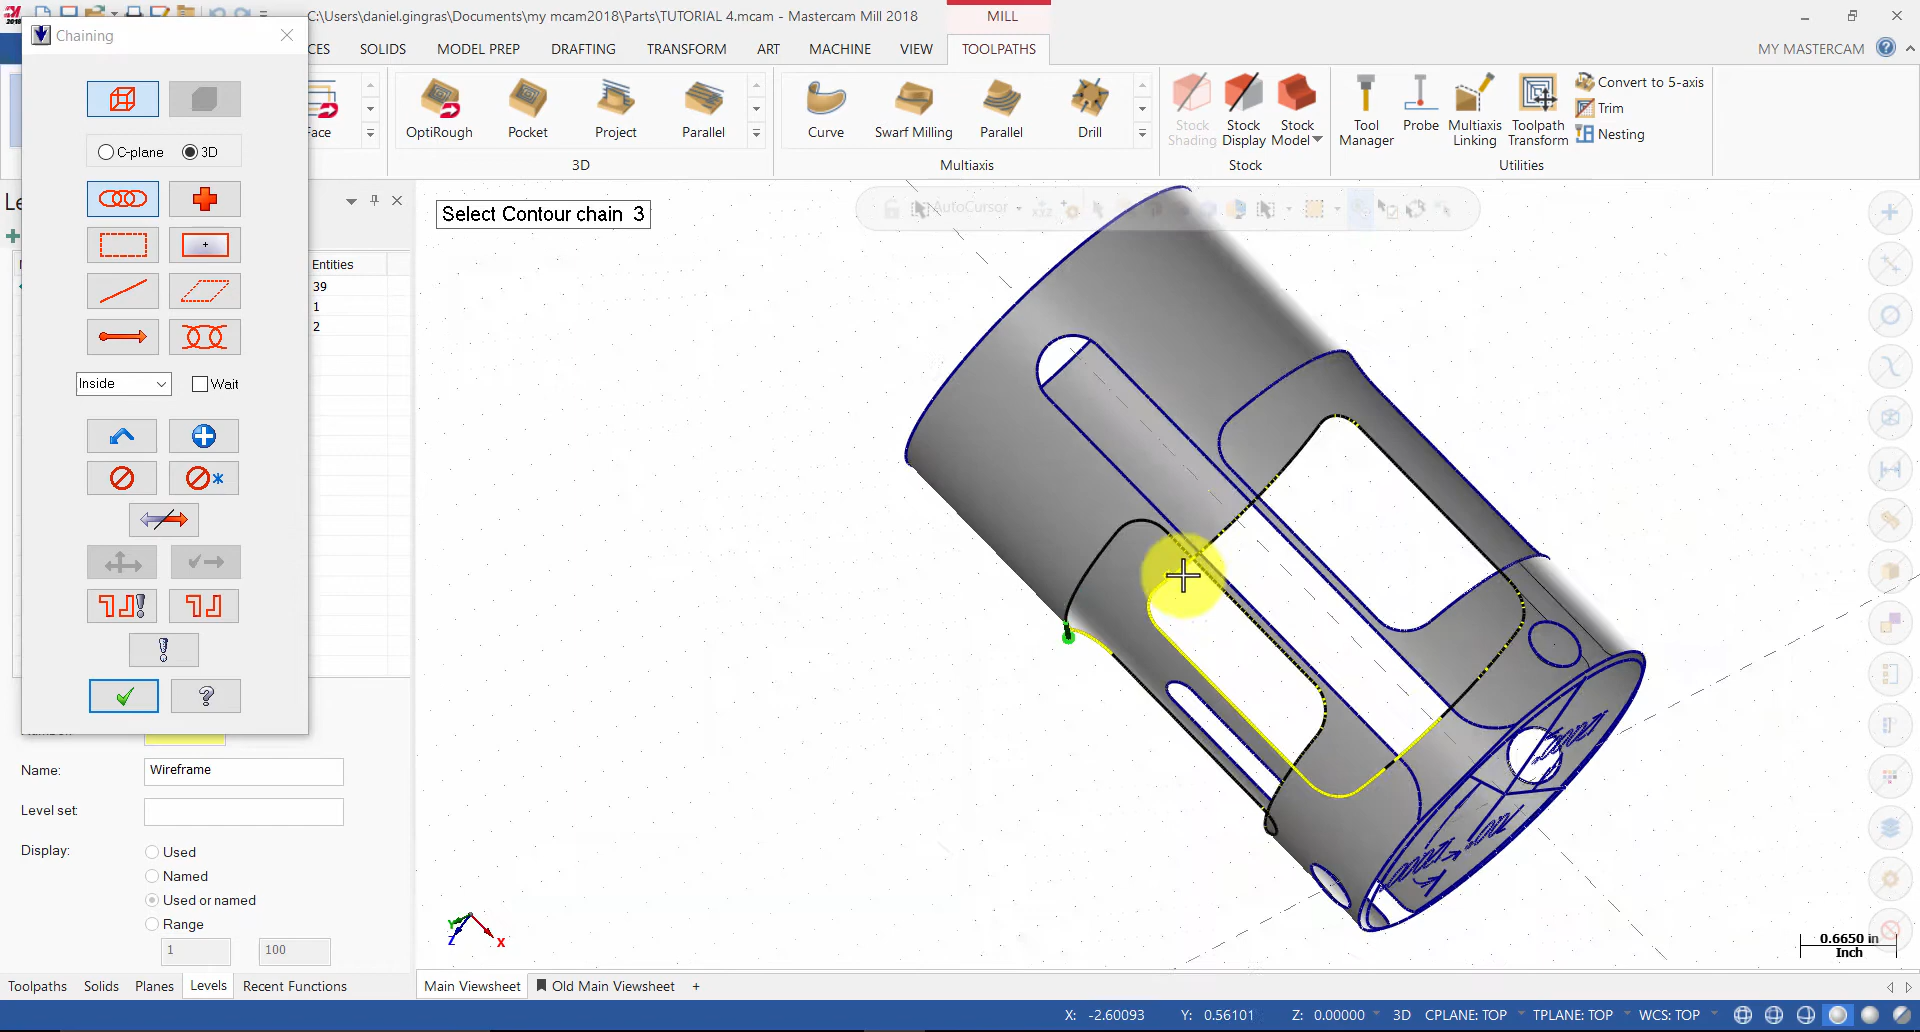 C:\Users\daniel.gingras\Documents\my mcam2018\Parts\TUTORIAL 4.mcam - Mastercam Mill 2018
MILL
Chaining
CES
SOLIDS
MODEL PREP
DRAFTING
TRANSFORM
ART
MACHINE
VIEW
TOOLPATHS
MY MASTERCAM
Face
OptiRough
Pocket
Project
Parallel
Curve
Swarf Milling
Parallel
Drill
Stock Shading
Stock Display
Stock Model
Tool Manager
Probe
Multiaxis Linking
Toolpath Transform
Convert to 5-axis
Trim
Nesting
3D
Multiaxis
Stock
Utilities
C-plane
3D
Le
Select Contour chain 3
AutoCursor
Entities
39
1
2
Inside
Wait
Name:
Wireframe
Level set:
Display:
Used
Named
Used or named
Range
1
100
Y
Z
X
0.6650 in
Inch
Toolpaths
Solids
Planes
Levels
Recent Functions
Main Viewsheet
Old Main Viewsheet
+
X: -2.60093
Y: 0.56101
Z: 0.00000
3D
CPLANE: TOP
TPLANE: TOP
WCS: TOP